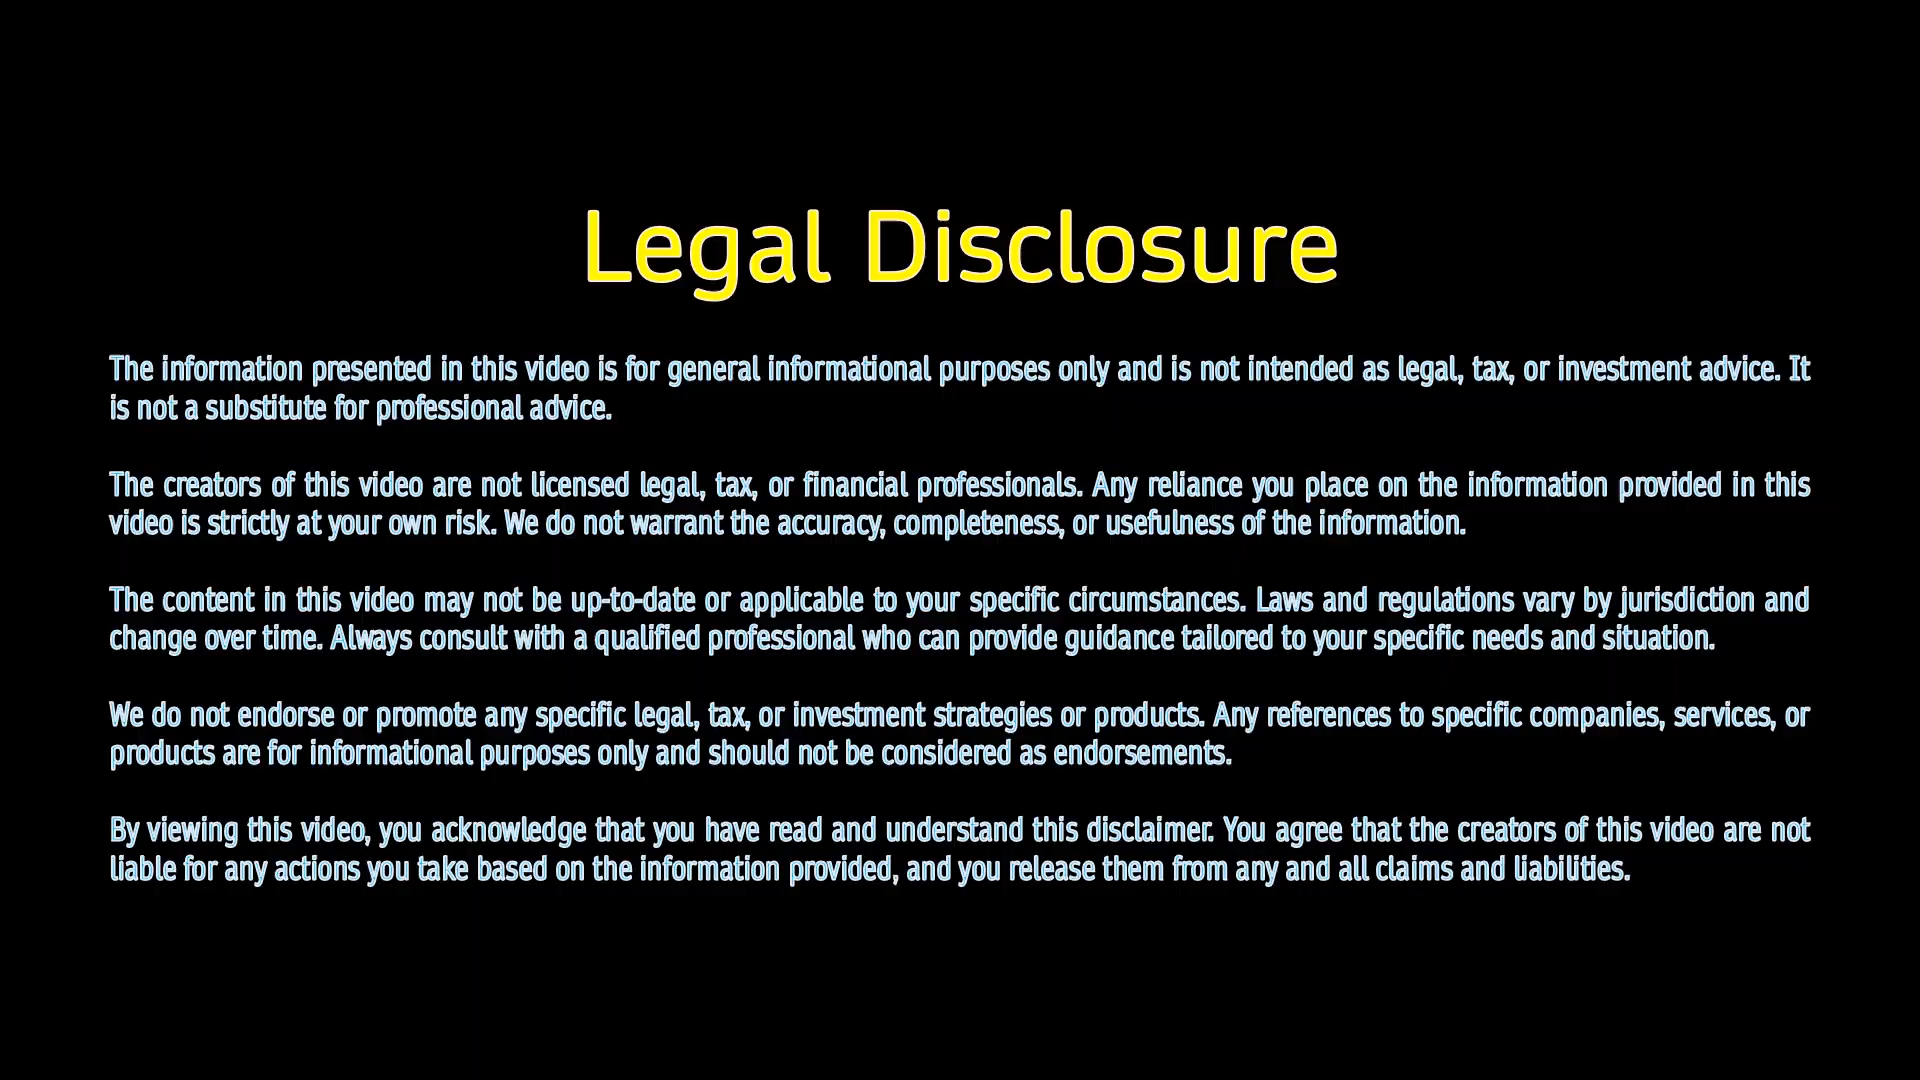 Legal Disclosure
The information presented in this video is for general informational purposes only and is not intended as legal, tax, or investment advice. It
is not a substitute for professional advice.
The creators of this video are not licensed legal, tax, or financial professionals. Any reliance you place on the information provided in this
video is strictly at your own risk. We do not warrant the accuracy, completeness, or usefulness of the information.
The content in this video may not be up-to-date or applicable to your specific circumstances. Laws and regulations vary by jurisdiction and
change over time. Always consult with a qualified professional who can provide guidance tailored to your specific needs and situation.
We do not endorse or promote any specific legal, tax, or investment strategies or products. Any references to specific companies, services, or
products are for informational purposes only and should not be considered as endorsements.
By viewing this video, you acknowledge that you have read and understand this disclaimer. You agree that the creators of this video are not
liable for any actions you take based on the information provided, and you release them from any and all claims and liabilities.